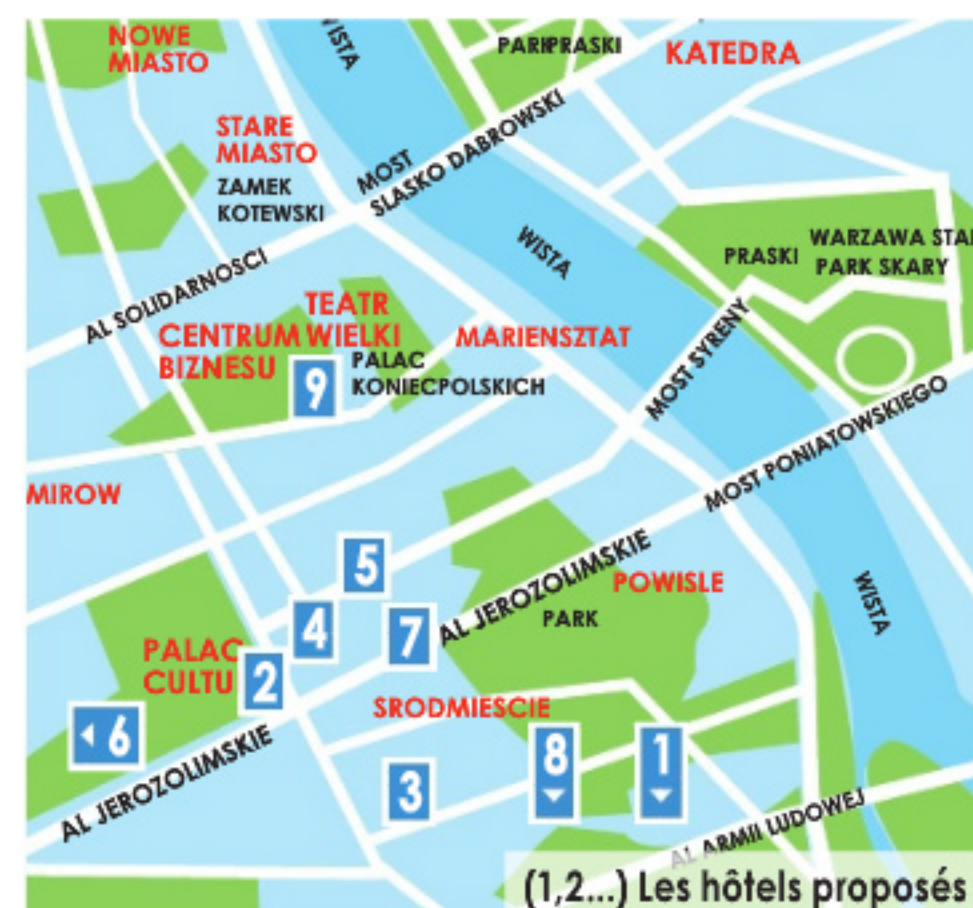 NOWE
MIASTO
WISTA
PARK PRASKI
KATEDRA
STARE
MIASTO
ZAMEK
KOTEWSKI
MOST
SLASKO DABROWSKI
WISTA
PRASKI
WARZAWA
PARK SKARY
AL SOLIDARNOSCI
TEATR
WIELKI
CENTRUM
BIZNESU
MARIENSZTAT
9
PALAC
KONIECPOLSKICH
MOST SYRENY
MOST PONIATOWSKIEGO
MIROW
5
4
7
AL JEROZOLIMSKIE
POWISLE
PARK
WISTA
PALAC
CULTU
2
6
SRODMIESCIE
AL JEROZOLIMSKIE
3
8
1
AL ARMII LUDOWEJ
(1,2...) Les hôtels proposés